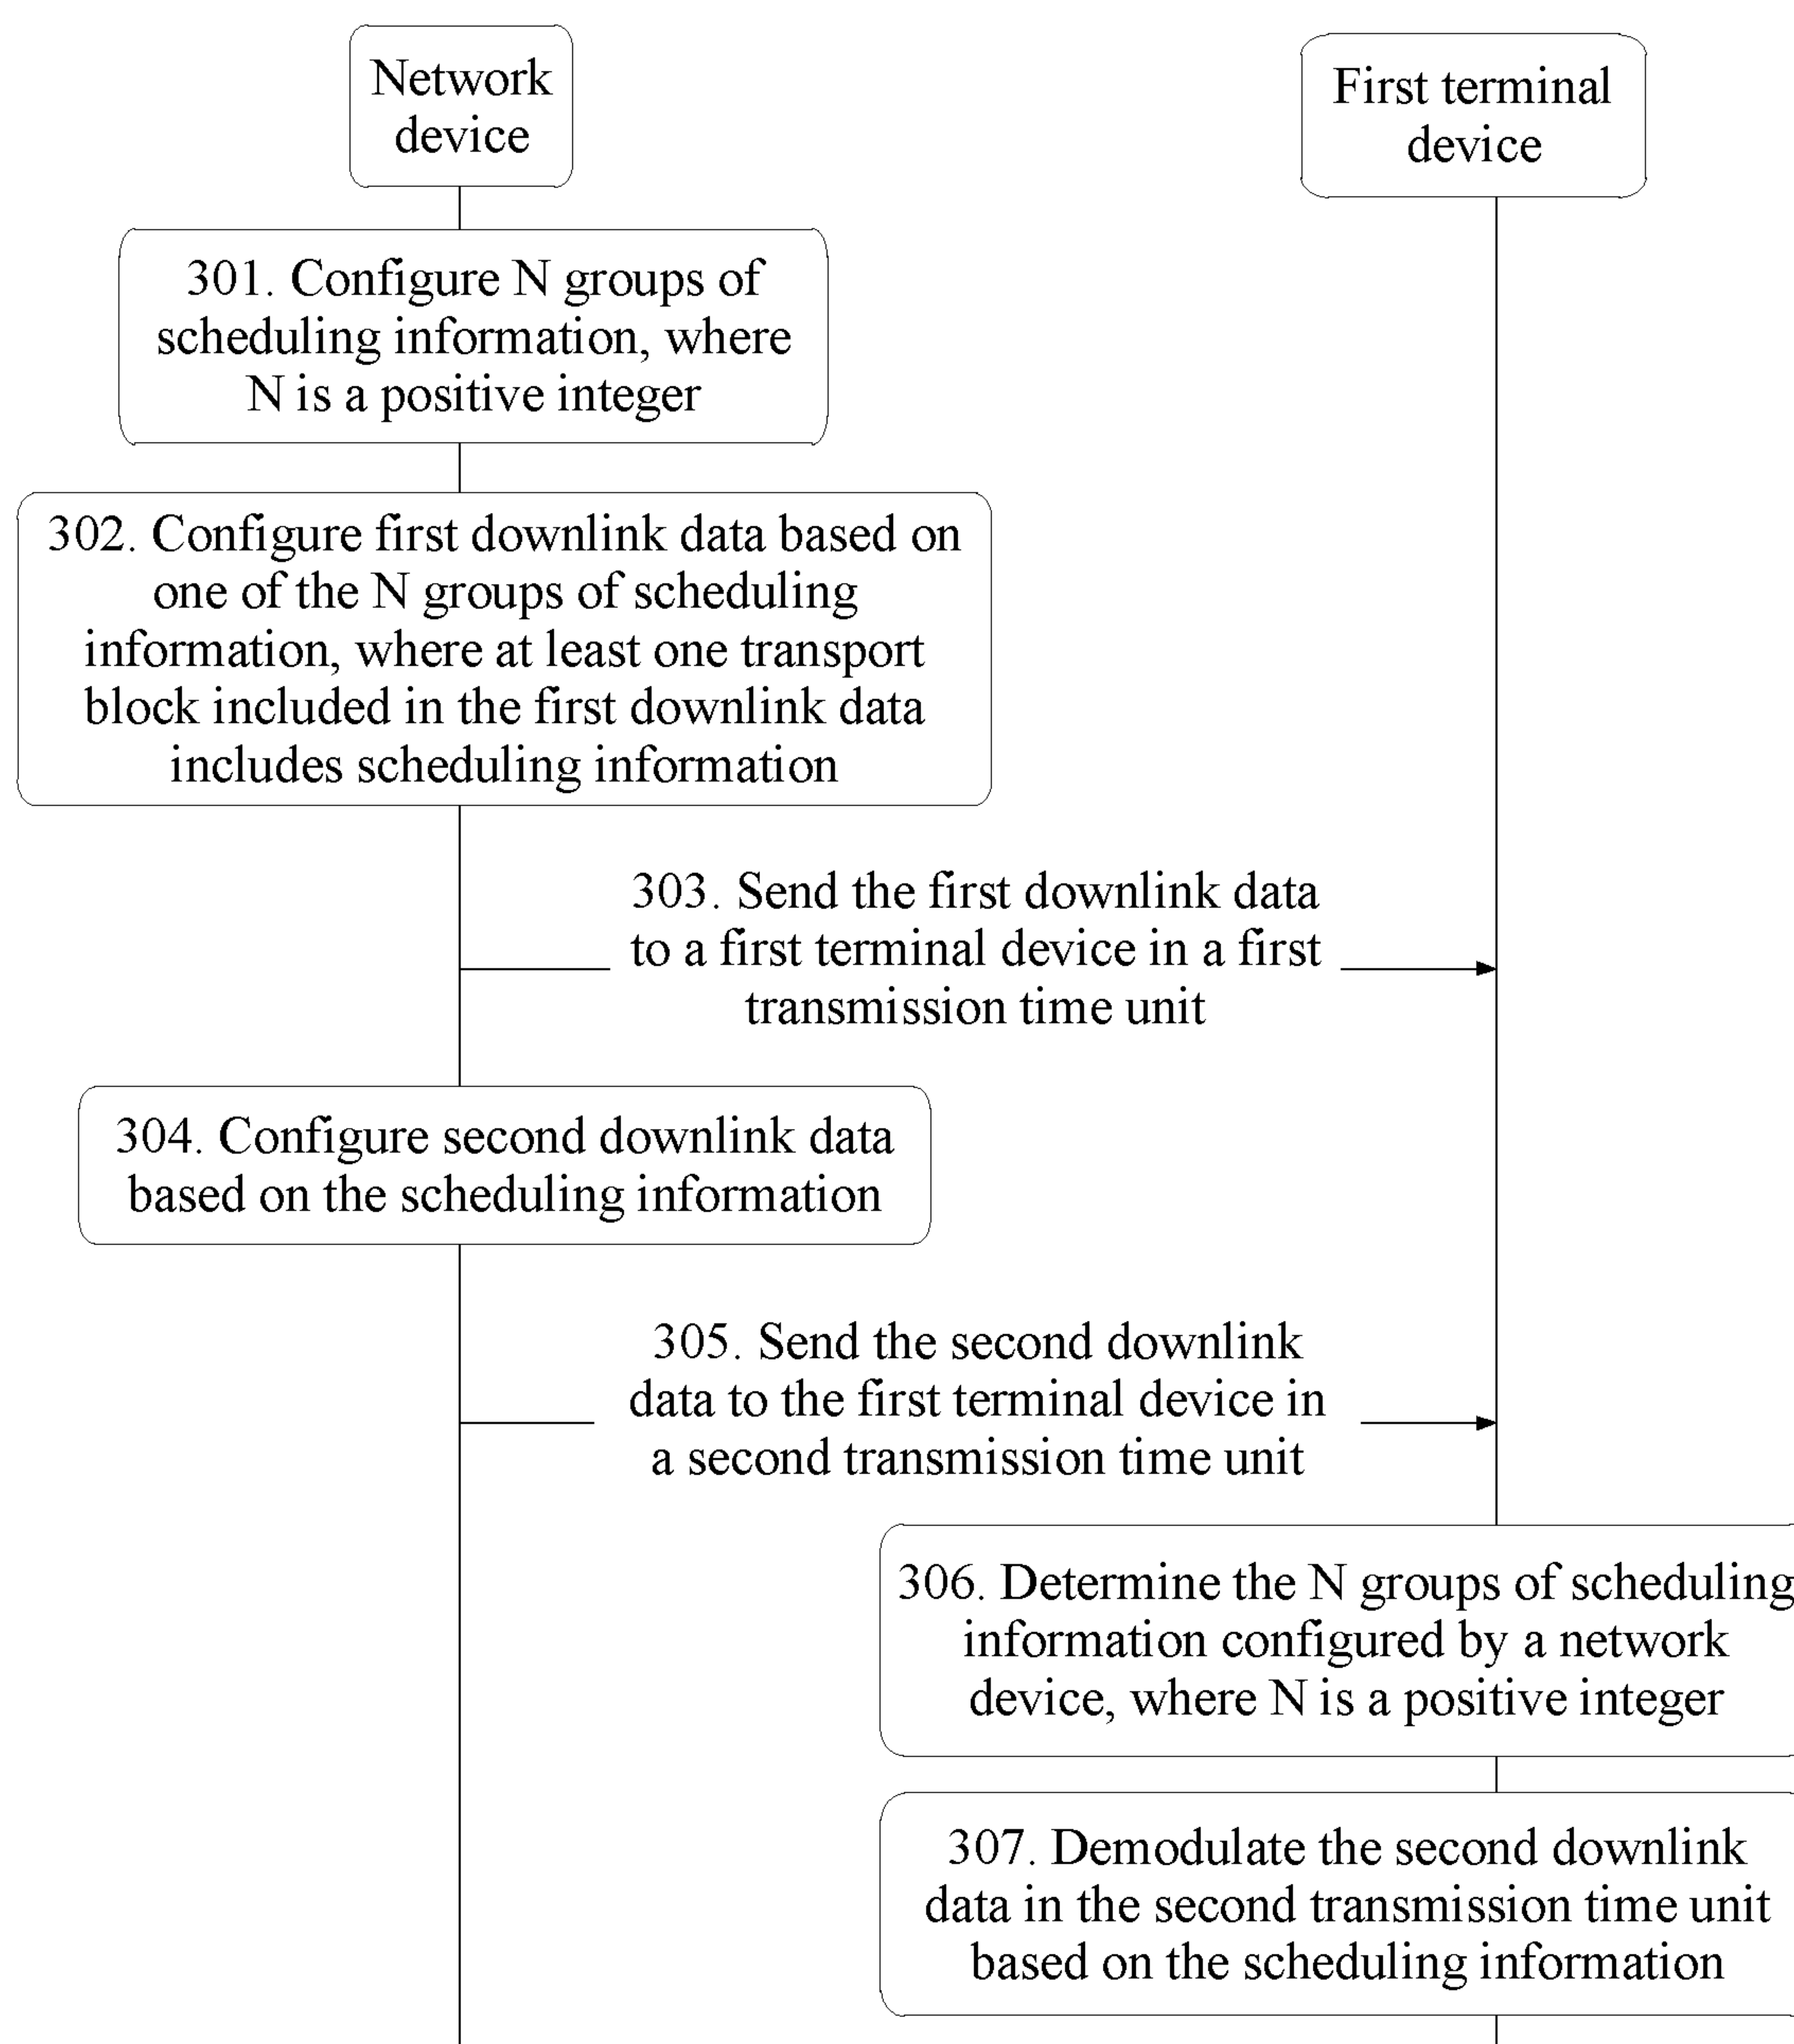 Network
device
First terminal
device
301. Configure N groups of
scheduling information, where
N is a positive integer
302. Configure first downlink data based on
one of the N groups of scheduling
information, where at least one transport
block included in the first downlink data
includes scheduling information
303. Send the first downlink data
to a first terminal device in a first
transmission time unit
304. Configure second downlink data
based on the scheduling information
305. Send the second downlink
data to the first terminal device in
a second transmission time unit
306. Determine the N groups of scheduling
information configured by a network
device, where N is a positive integer
307. Demodulate the second downlink
data in the second transmission time unit
based on the scheduling information